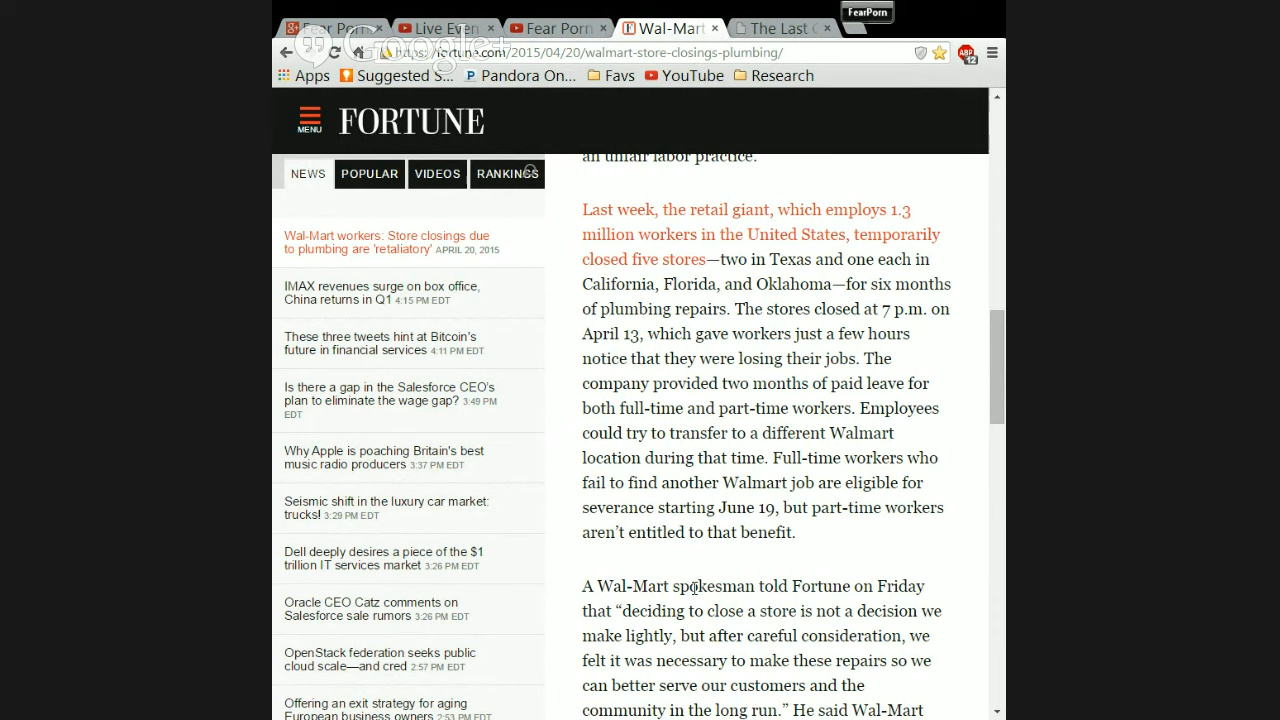 FearPorn
Fear Porn
Live Even
Fear Porn
Wal-Mart
The Last
Google+
https://fortune.com/2015/04/20/walmart-store-closings-plumbing/
ABP
12
Apps
Suggested S...
Pandora On...
Favs
YouTube
Research
MENU
FORTUNE
NEWS
POPULAR
VIDEOS
RANKINGS
Wal-Mart workers: Store closings due
to plumbing are 'retaliatory' APRIL 20, 2015
IMAX revenues surge on box office,
China returns in Q1 4:15 PM EDT
These three tweets hint at Bitcoin's
future in financial services 4:11 PM EDT
Is there a gap in the Salesforce CEO's
plan to eliminate the wage gap? 3:49 PM
EDT
Why Apple is poaching Britain's best
music radio producers 3:37 PM EDT
Seismic shift in the luxury car market:
trucks! 3:29 PM EDT
Dell deeply desires a piece of the $1
trillion IT services market 3:26 PM EDT
Oracle CEO Catz comments on
Salesforce sale rumors 3:26 PM EDT
OpenStack federation seeks public
cloud scale—and cred 2:57 PM EDT
Offering an exit strategy for aging
European business owners 2:53 PM EDT
an unfair labor practice.
Last week, the retail giant, which employs 1.3
million workers in the United States, temporarily
closed five stores—two in Texas and one each in
California, Florida, and Oklahoma—for six months
of plumbing repairs. The stores closed at 7 p.m. on
April 13, which gave workers just a few hours
notice that they were losing their jobs. The
company provided two months of paid leave for
both full-time and part-time workers. Employees
could try to transfer to a different Walmart
location during that time. Full-time workers who
fail to find another Walmart job are eligible for
severance starting June 19, but part-time workers
aren't entitled to that benefit.
A Wal-Mart spokesman told Fortune on Friday
that “deciding to close a store is not a decision we
make lightly, but after careful consideration, we
felt it was necessary to make these repairs so we
can better serve our customers and the
community in the long run.” He said Wal-Mart